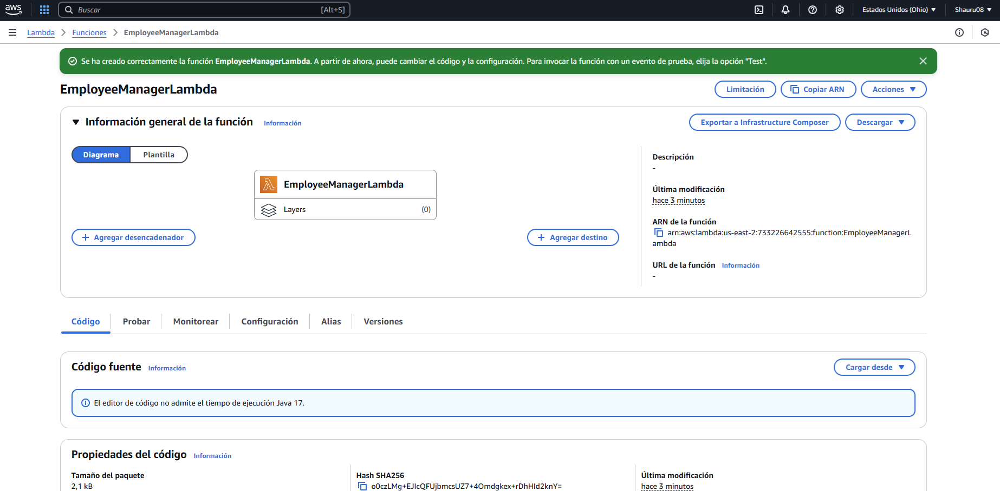 aws
Buscar [Alt+S]
Estados Unidos (Ohio) Shauru08
Lambda Funciones EmployeeManagerLambda
Se ha creado correctamente la función EmployeeManagerLambda. A partir de ahora, puede cambiar el código y la configuración. Para invocar la función con un evento de prueba, elija la opción "Test".
EmployeeManagerLambda
Limitación Copiar ARN Acciones
Información general de la función Información
Exportar a Infrastructure Composer Descargar
Diagrama Plantilla
EmployeeManagerLambda
Layers (0)
Agregar desencadenador
Agregar destino
Descripción
-
Última modificación
hace 3 minutos
ARN de la función
arn:aws:lambda:us-east-2:733226642555:function:EmployeeManagerL
ambda
URL de la función Información
-
Código Probar Monitorear Configuración Alias Versiones
Código fuente Información
Cargar desde
El editor de código no admite el tiempo de ejecución Java 17.
Propiedades del código Información
Tamaño del paquete
2,1 kB
Hash SHA256
o0czLMg+EJIcQFUjbmcsUZ7+4Omdgkex+rDhHId2knY=
Última modificación
hace 3 minutos